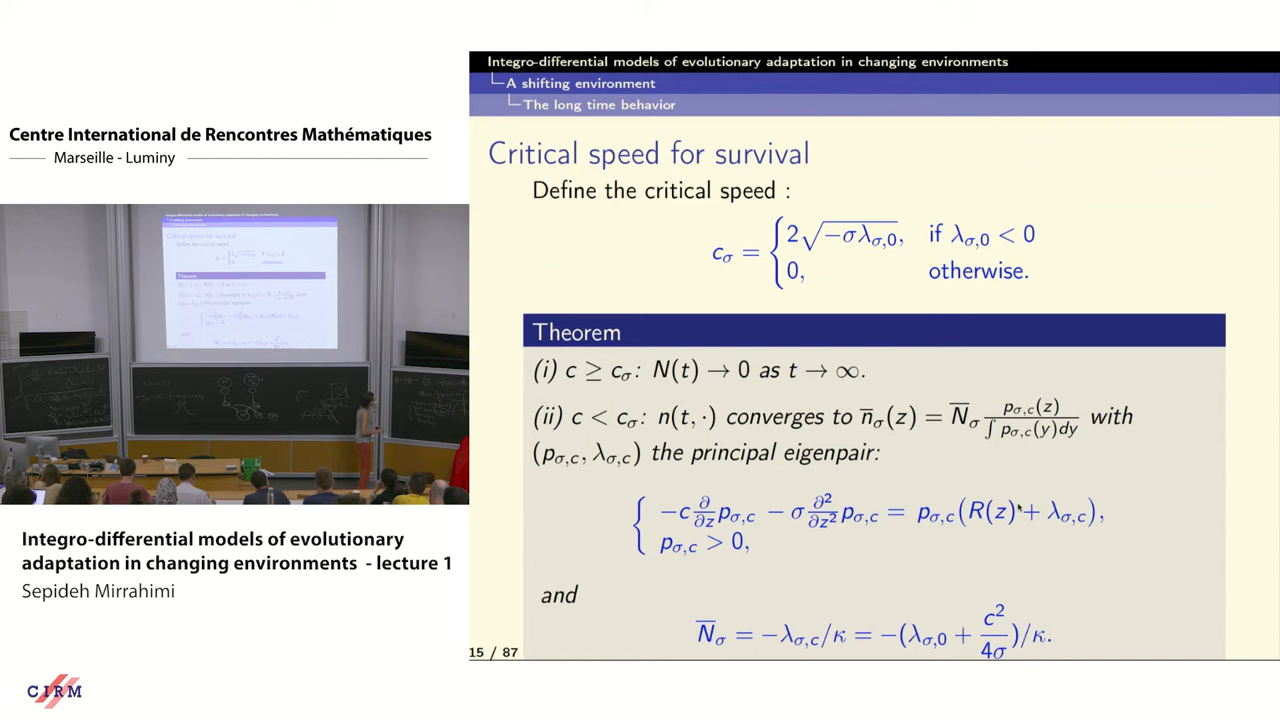 Centre International de Rencontres Mathématiques
Marseille - Luminy
Integro-differential models of evolutionary
adaptation in changing environments - lecture 1
Sepideh Mirrahimi
CIRM
Integro-differential models of evolutionary adaptation in changing environments
A shifting environment
The long time behavior
Critical speed for survival
Define the critical speed :
c_σ = { 2√(−σλ_{σ,0}), if λ_{σ,0} < 0
0, otherwise.
Theorem
(i) c ≥ c_σ: N(t) → 0 as t → ∞.
(ii) c < c_σ: n(t, ·) converges to n̅_σ(z) = N̅_σ p_{σ,c}(z) / ∫ p_{σ,c}(y)dy with
(p_{σ,c}, λ_{σ,c}) the principal eigenpair:
{ −c ∂/∂z p_{σ,c} − σ ∂²/∂z² p_{σ,c} = p_{σ,c}(R(z) + λ_{σ,c}),
p_{σ,c} > 0,
and
N̅_σ = −λ_{σ,c}/κ = −(λ_{σ,0} + c²/4σ)/κ.
15 / 87